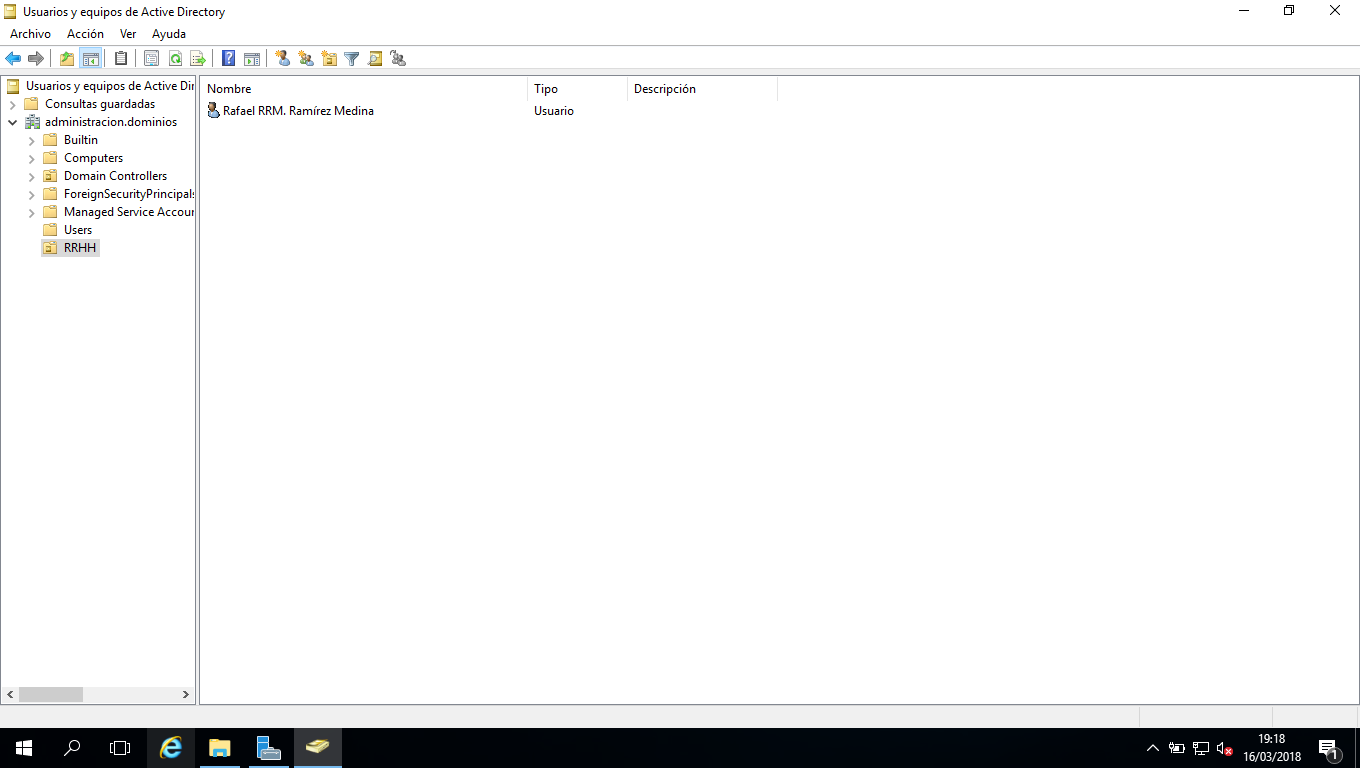 Usuarios y equipos de Active Directory
Archivo Acción Ver Ayuda
Usuarios y equipos de Active Dir
Consultas guardadas
administracion.dominios
Builtin
Computers
Domain Controllers
ForeignSecurityPrincipals
Managed Service Accour
Users
RRHH
Nombre Tipo Descripción
Rafael RRM. Ramírez Medina Usuario
19:18
16/03/2018
1